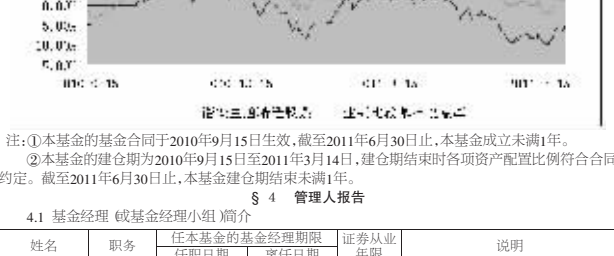 注:①本基金的基金合同于2010年9月15日生效,截至2011年6月30日止,本基金成立未满1年。
②本基金的建仓期为2010年9月15日至2011年3月14日,建仓期结束时各项资产配置比例符合合同
约定。截至2011年6月30日止,本基金建仓期结束未满1年。
§ 4 管理人报告
4.1 基金经理(或基金经理小组)简介
姓名 职务 任本基金的基金经理期限 证券从业年限 说明
任职日期 离任日期